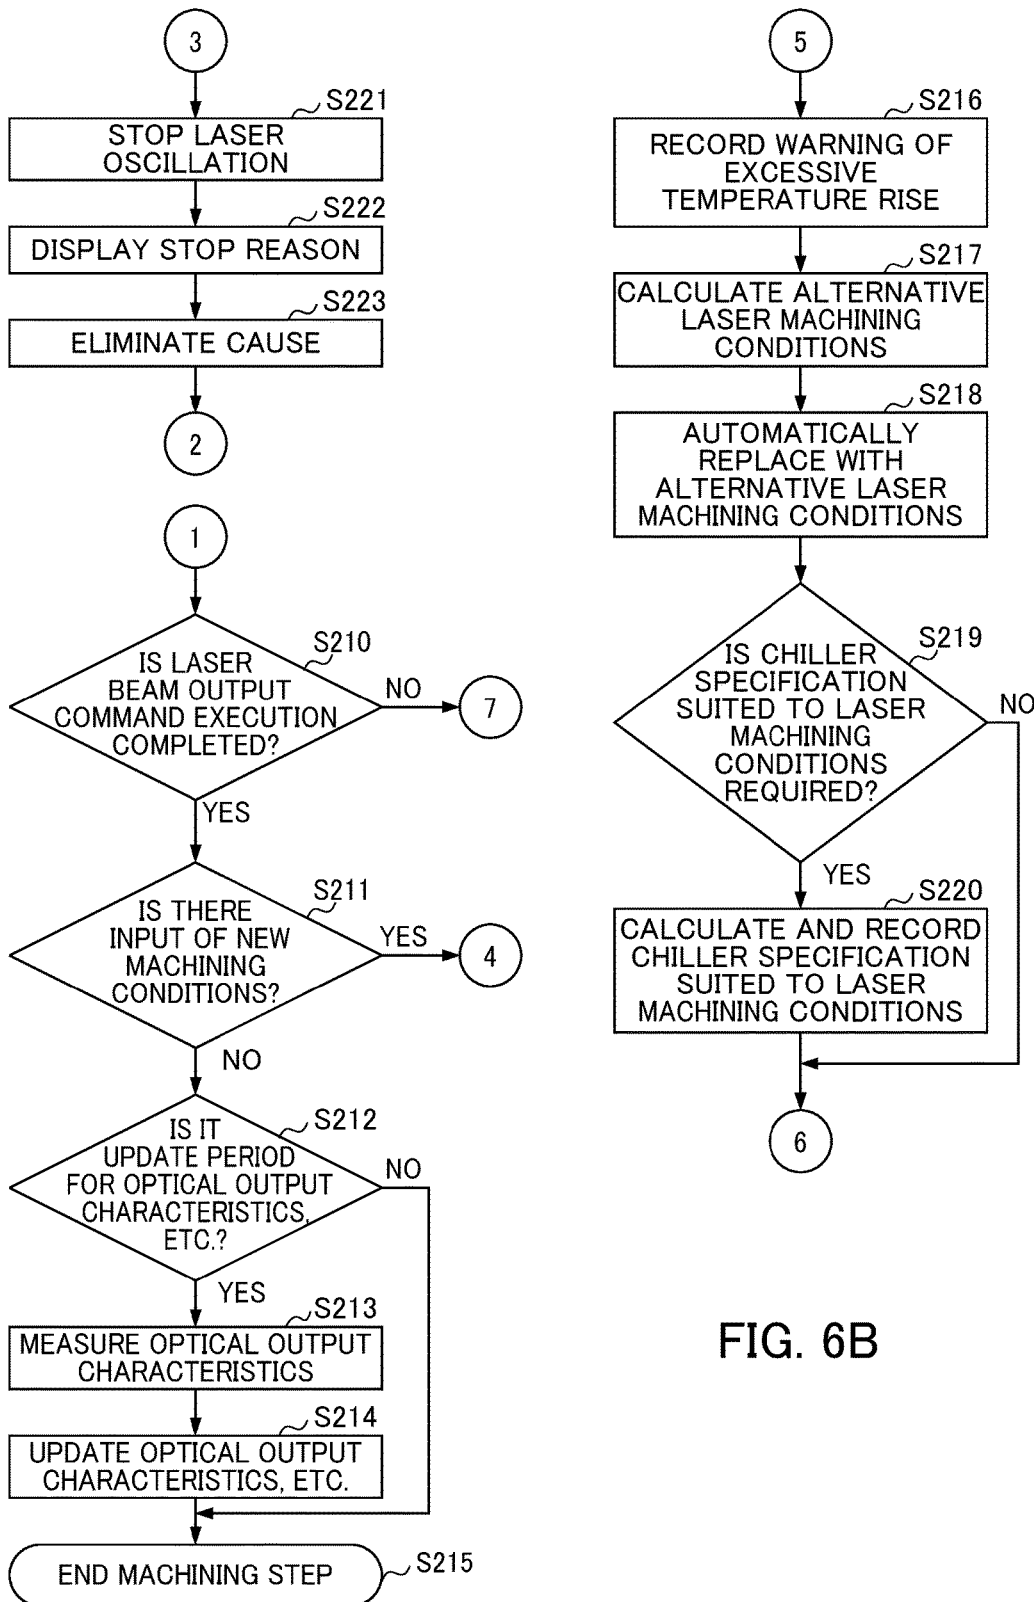 3
S221
STOP LASER
OSCILLATION
S222
DISPLAY STOP REASON
S223
ELIMINATE CAUSE
2
1
S210
IS LASER
BEAM OUTPUT
COMMAND EXECUTION
COMPLETED?
NO
7
YES
S211
IS THERE
INPUT OF NEW
MACHINING
CONDITIONS?
YES
4
NO
S212
IS IT
UPDATE PERIOD
FOR OPTICAL OUTPUT
CHARACTERISTICS,
ETC.?
NO
YES
S213
MEASURE OPTICAL OUTPUT
CHARACTERISTICS
S214
UPDATE OPTICAL OUTPUT
CHARACTERISTICS, ETC.
END MACHINING STEP
S215
5
S216
RECORD WARNING OF
EXCESSIVE
TEMPERATURE RISE
S217
CALCULATE ALTERNATIVE
LASER MACHINING
CONDITIONS
S218
AUTOMATICALLY
REPLACE WITH
ALTERNATIVE LASER
MACHINING CONDITIONS
S219
IS CHILLER
SPECIFICATION
SUITED TO LASER
MACHINING
CONDITIONS
REQUIRED?
NO
YES
S220
CALCULATE AND RECORD
CHILLER SPECIFICATION
SUITED TO LASER
MACHINING CONDITIONS
6
FIG. 6B